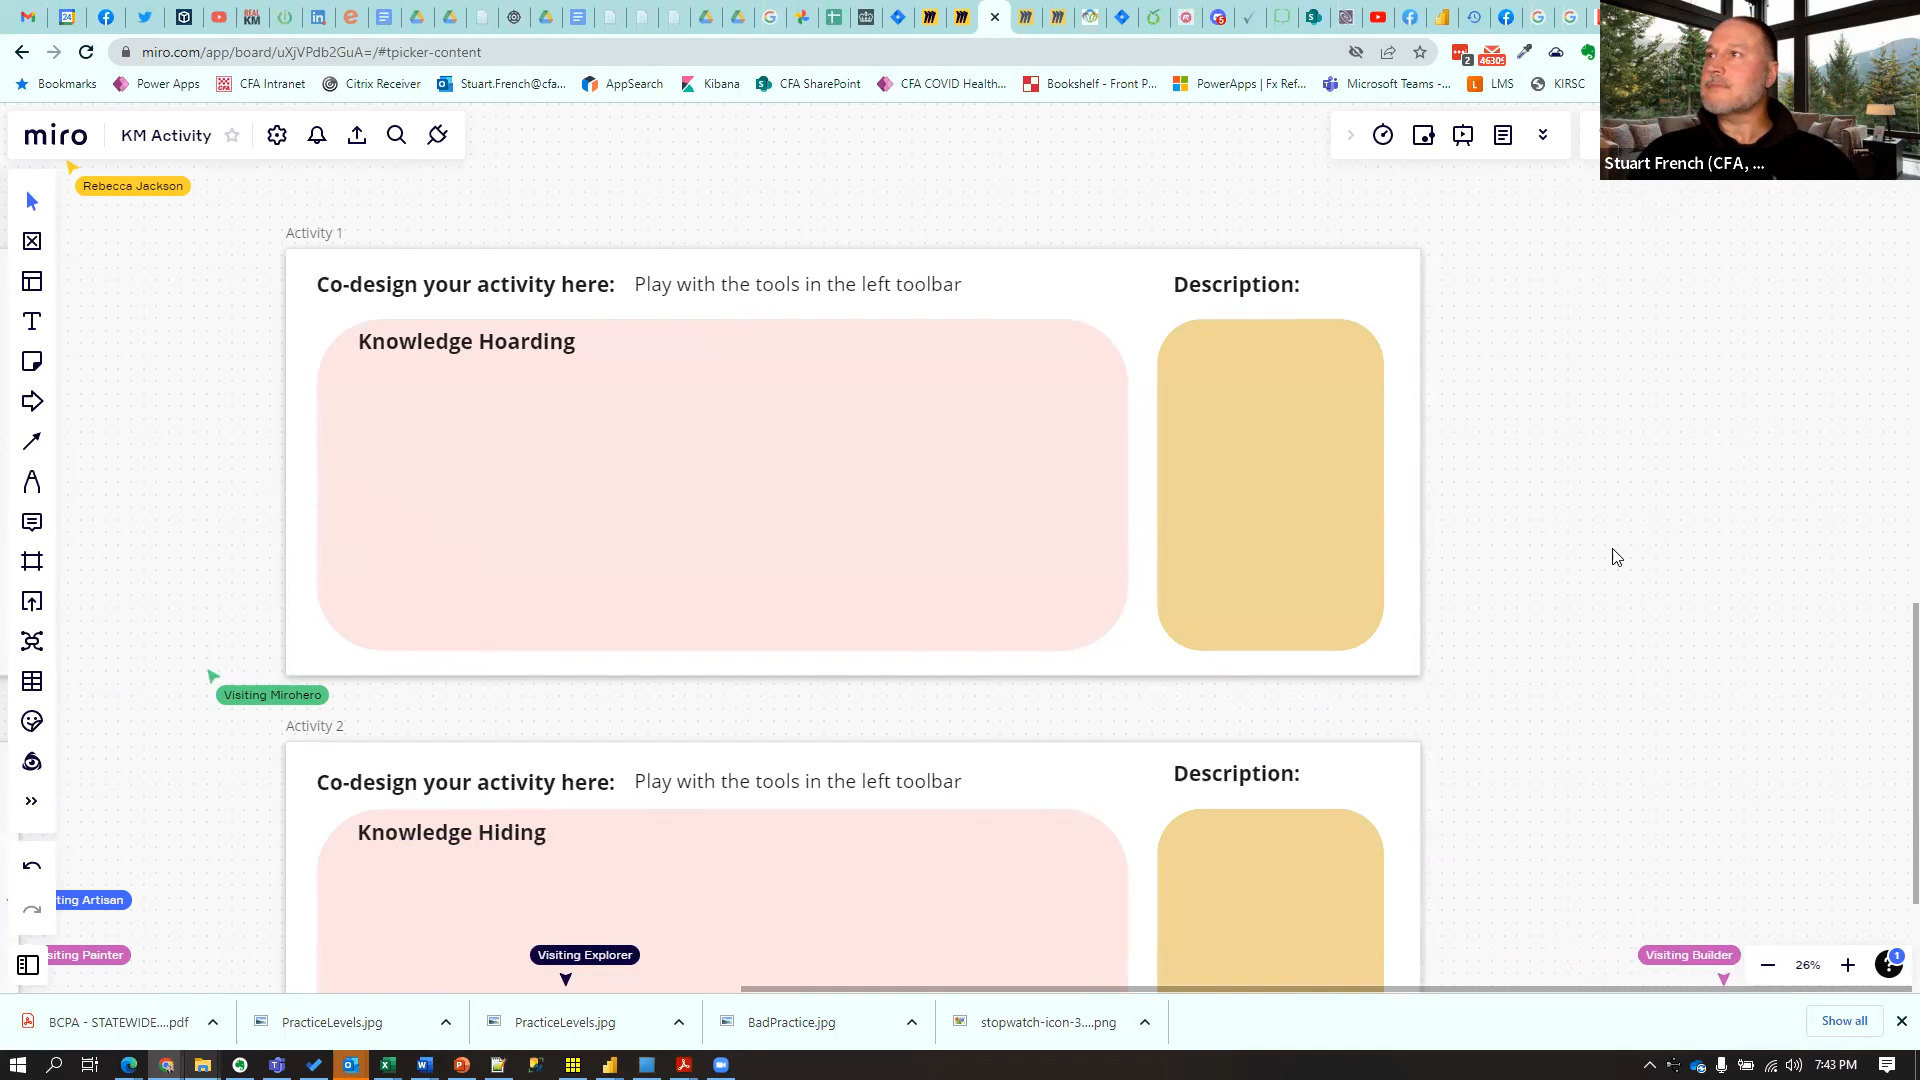 REAL KM
miro.com/app/board/uXjVPdb2GuA=/#tpicker-content
2
46305
Bookmarks
Power Apps
CFA Intranet
Citrix Receiver
Stuart.French@cfa...
AppSearch
Kibana
CFA SharePoint
CFA COVID Health...
Bookshelf - Front P...
PowerApps | Fx Ref...
Microsoft Teams -...
LMS
KIRSC
miro
KM Activity
Stuart French (CFA, ...
Rebecca Jackson
Activity 1
Co-design your activity here: Play with the tools in the left toolbar
Description:
Knowledge Hoarding
Visiting Mirohero
Activity 2
Co-design your activity here: Play with the tools in the left toolbar
Description:
Knowledge Hiding
ting Artisan
siting Painter
Visiting Explorer
Visiting Builder
26%
1
BCPA - STATEWIDE....pdf
PracticeLevels.jpg
PracticeLevels.jpg
BadPractice.jpg
stopwatch-icon-3....png
Show all
7:43 PM